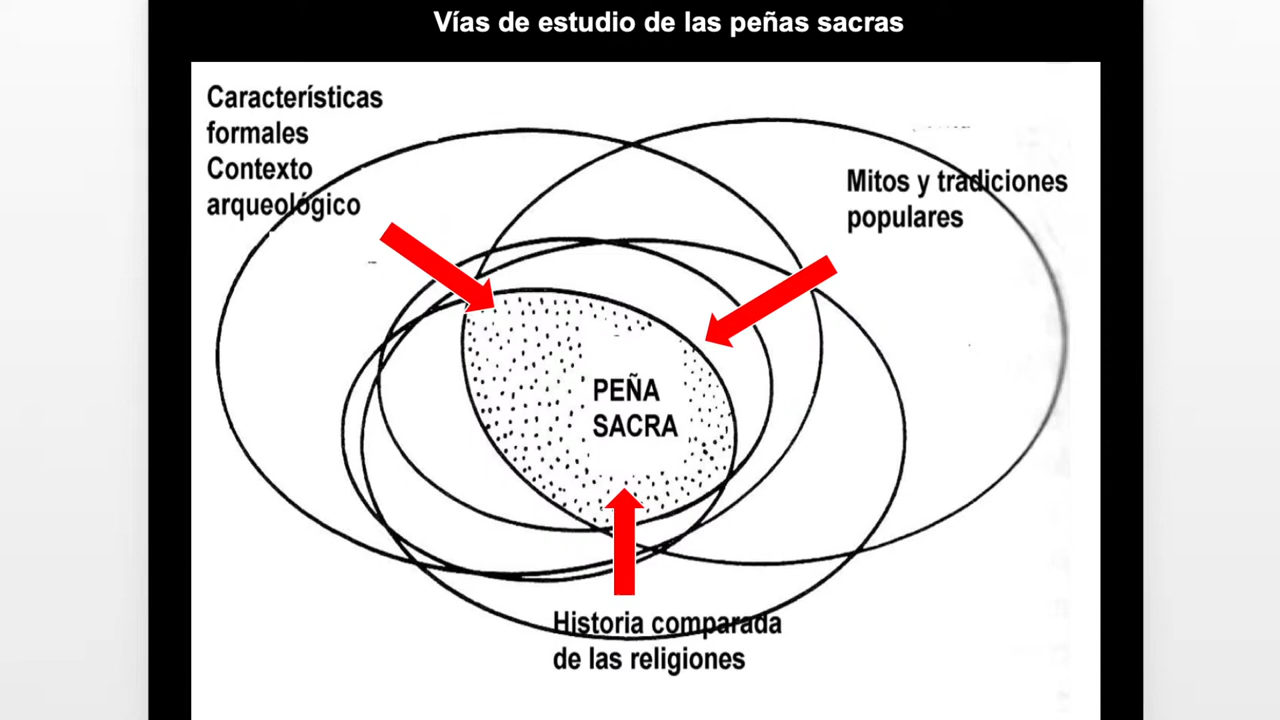 Vías de estudio de las peñas sacras
Características
formales
Contexto
arqueológico
Mitos y tradiciones
populares
PEÑA
SACRA
Historia comparada
de las religiones